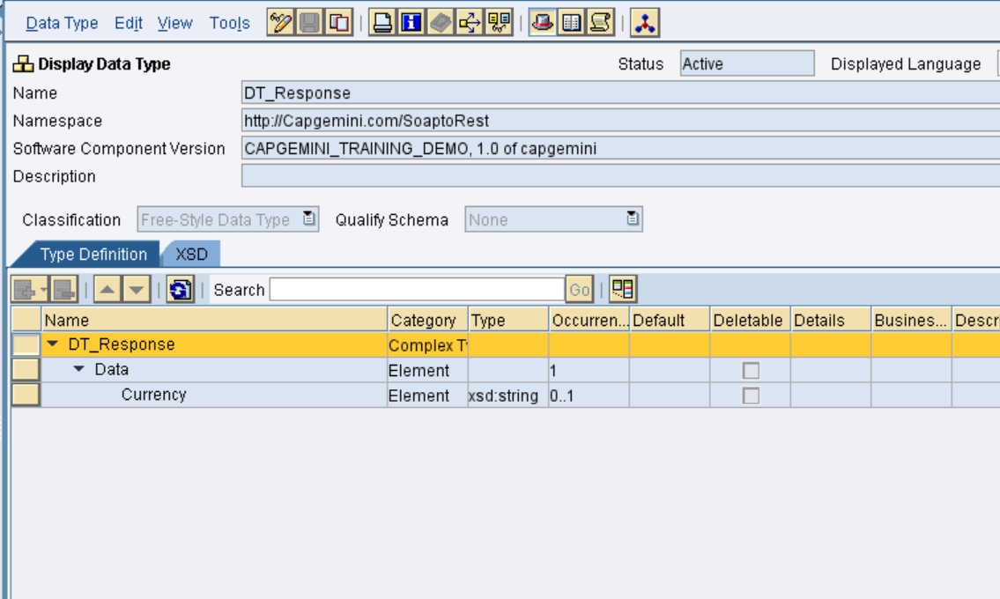 Data Type Edit View Tools
Display Data Type Status Active Displayed Language
Name DT_Response
Namespace http://Capgemini.com/SoaptoRest
Software Component Version CAPGEMINI_TRAINING_DEMO, 1.0 of capgemini
Description
Classification Free-Style Data Type Qualify Schema None
Type Definition XSD
Search Go
Name Category Type Occurren... Default Deletable Details Busines... Descri
DT_Response Complex T
Data Element 1
Currency Element xsd:string 0..1